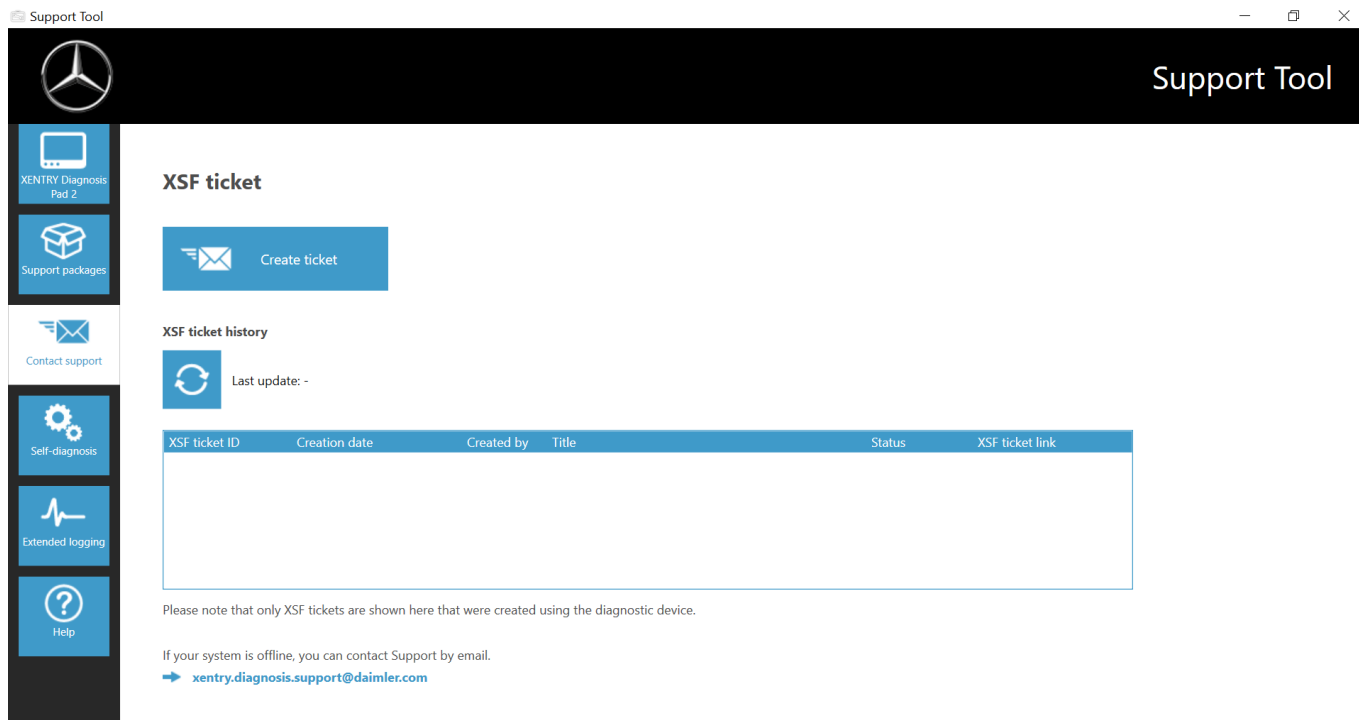 Support Tool
Support Tool
XENTRY Diagnosis
Pad 2
Support packages
Contact support
Self-diagnosis
Extended logging
Help
XSF ticket
Create ticket
XSF ticket history
Last update: -
XSF ticket ID Creation date Created by Title Status XSF ticket link
Please note that only XSF tickets are shown here that were created using the diagnostic device.
If your system is offline, you can contact Support by email.
xentry.diagnosis.support@daimler.com